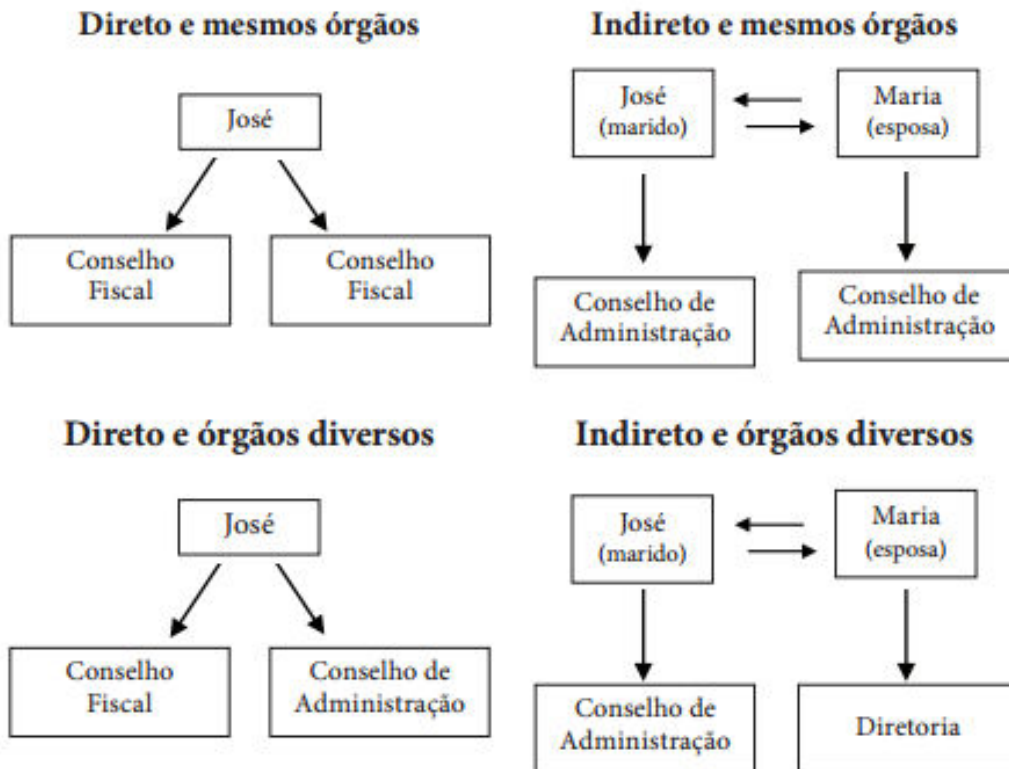 Direto e mesmos órgãos
José
Conselho
Fiscal
Conselho
Fiscal
Indireto e mesmos órgãos
José
(marido)
Maria
(esposa)
Conselho de
Administração
Conselho de
Administração
Direto e órgãos diversos
José
Conselho
Fiscal
Conselho de
Administração
Indireto e órgãos diversos
José
(marido)
Maria
(esposa)
Conselho de
Administração
Diretoria